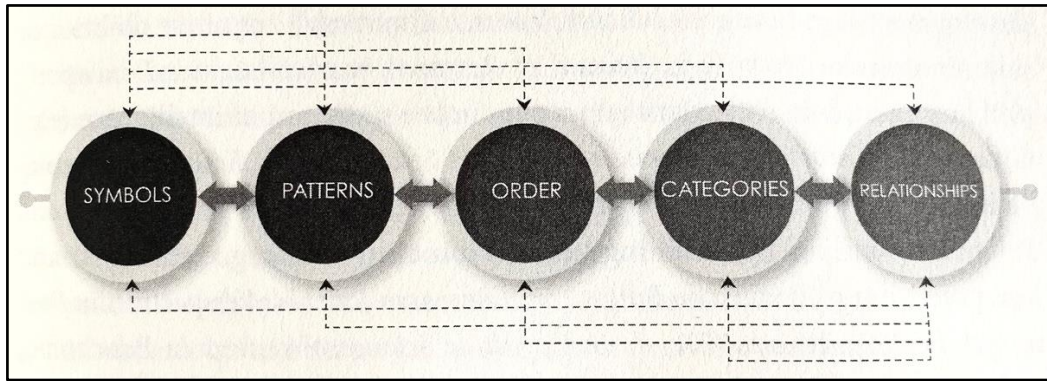 SYMBOLS
PATTERNS
ORDER
CATEGORIES
RELATIONSHIPS